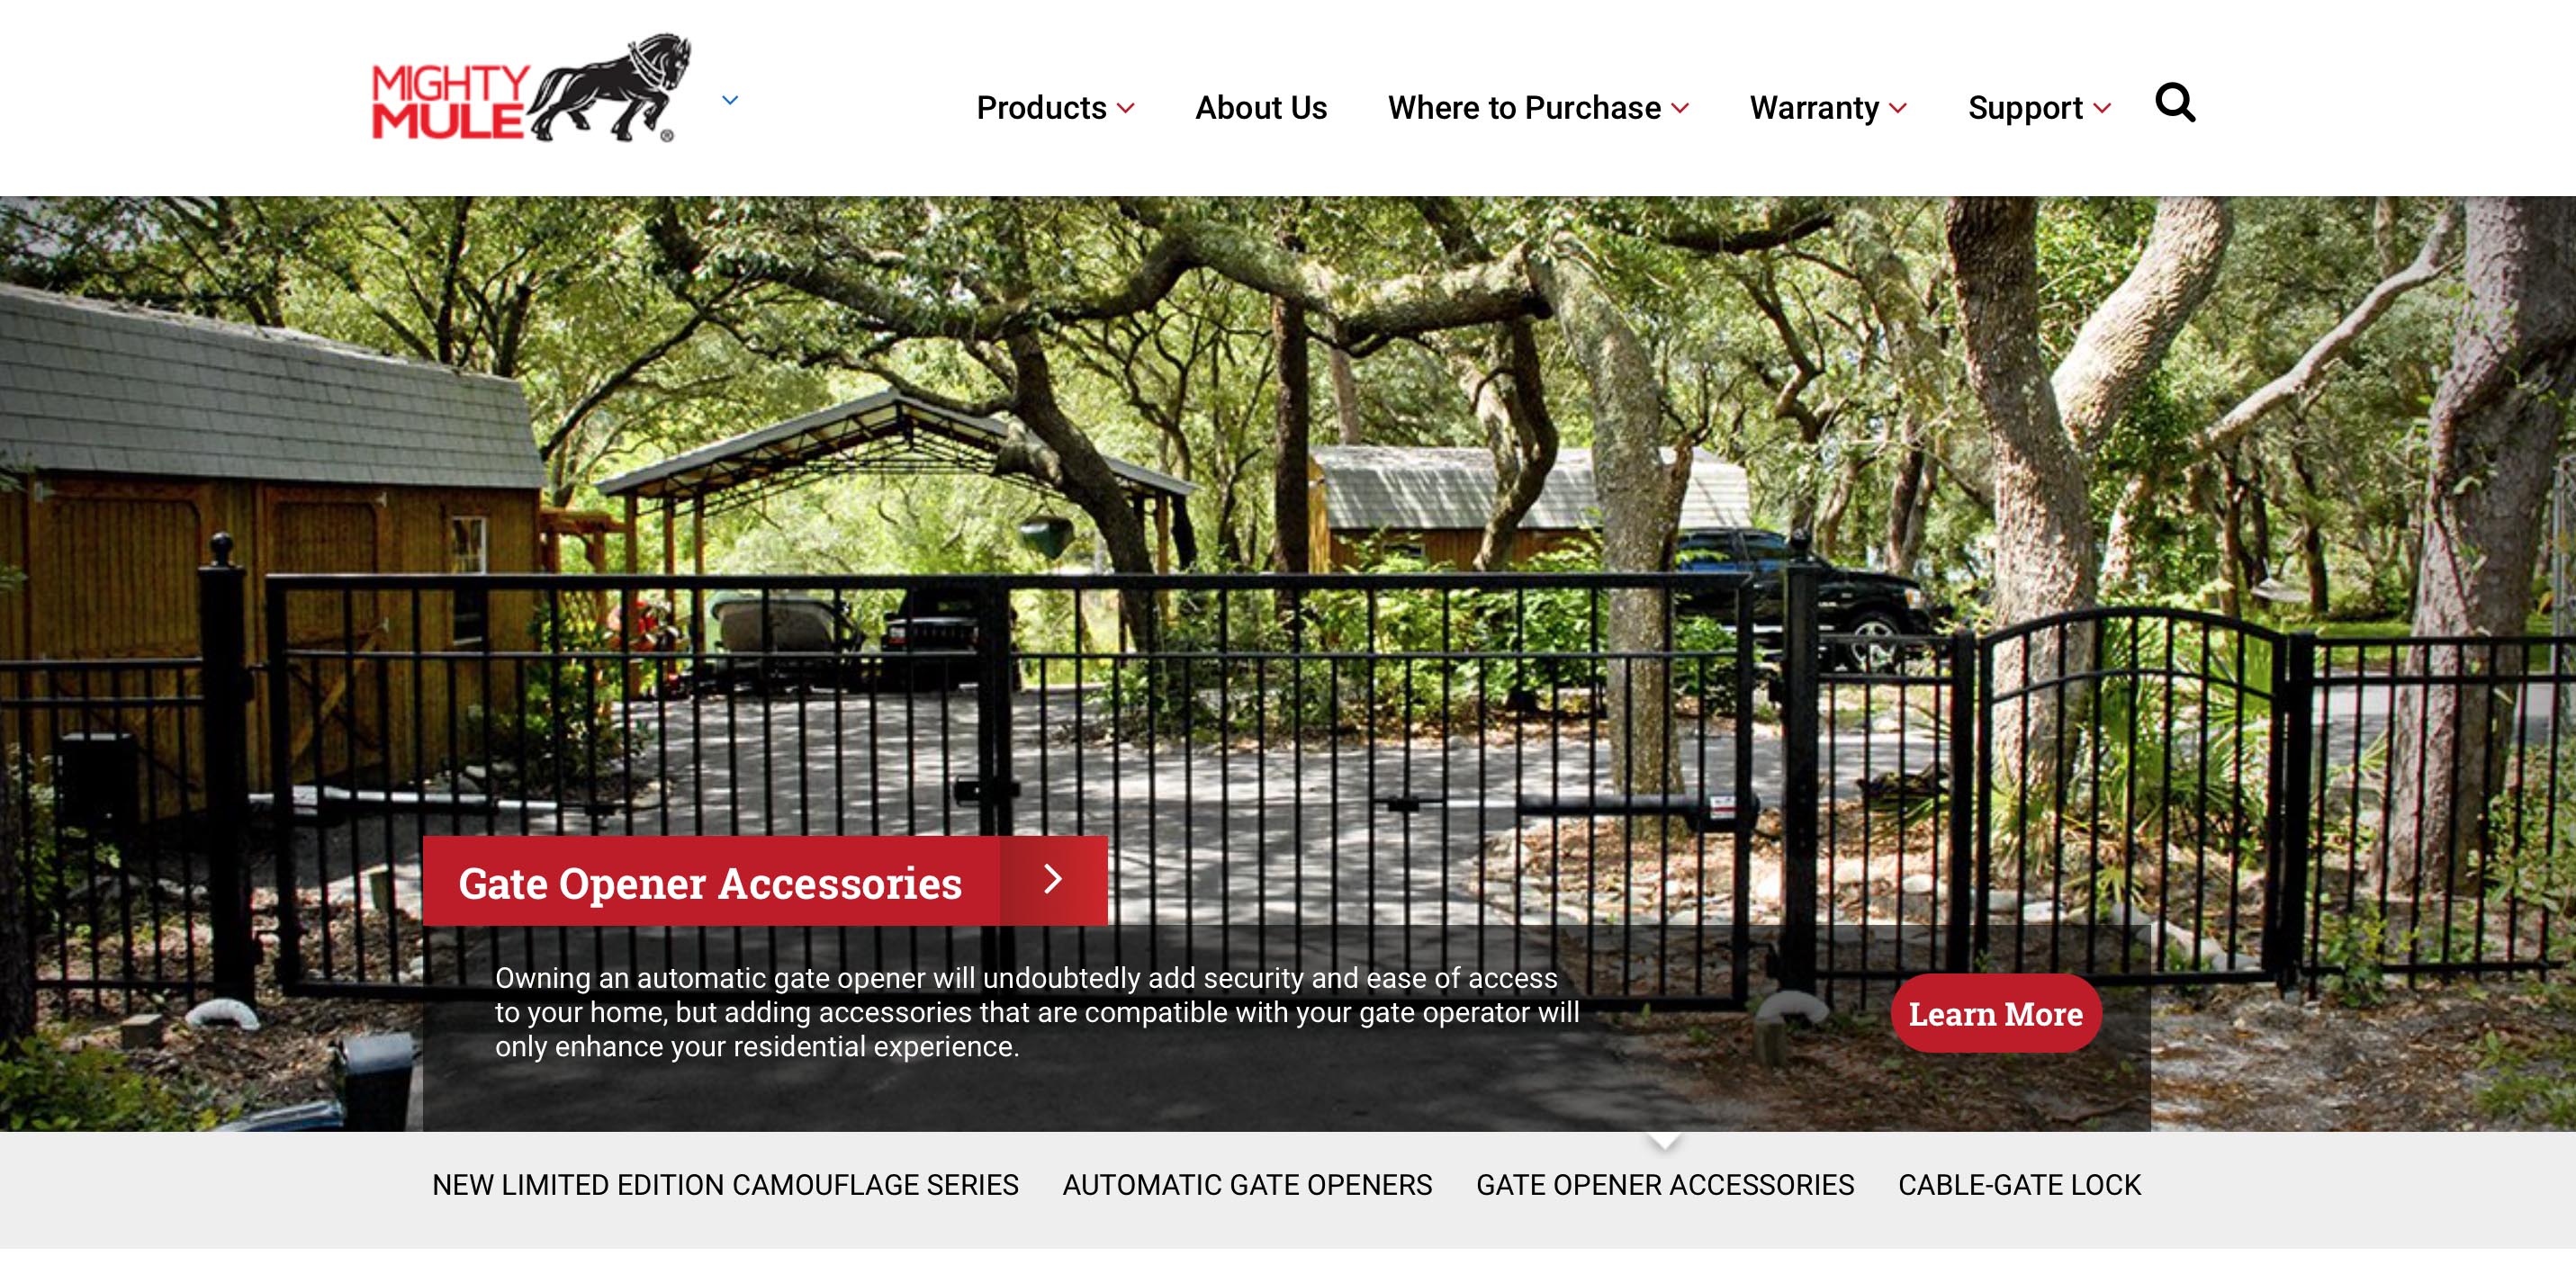 MIGHTY
MULE
®
Products
About Us
Where to Purchase
Warranty
Support
Gate Opener Accessories
Owning an automatic gate opener will undoubtedly add security and ease of access
to your home, but adding accessories that are compatible with your gate operator will
only enhance your residential experience.
Learn More
NEW LIMITED EDITION CAMOUFLAGE SERIES
AUTOMATIC GATE OPENERS
GATE OPENER ACCESSORIES
CABLE-GATE LOCK